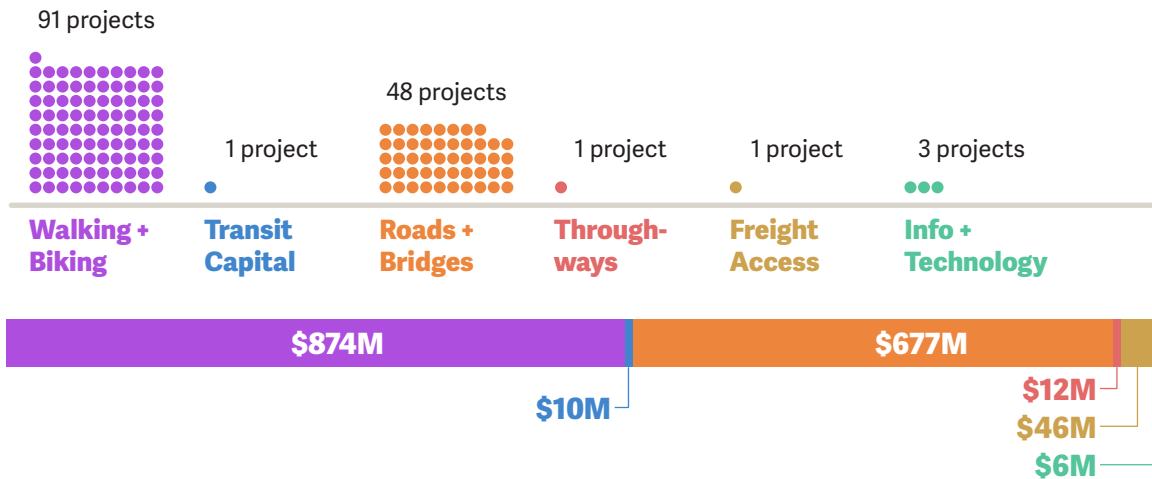 91 projects
48 projects
1 project
1 project
1 project
3 projects
Walking +
Biking
Transit
Capital
Roads +
Bridges
Through-
ways
Freight
Access
Info +
Technology
$874M
$677M
$10M
$12M
$46M
$6M